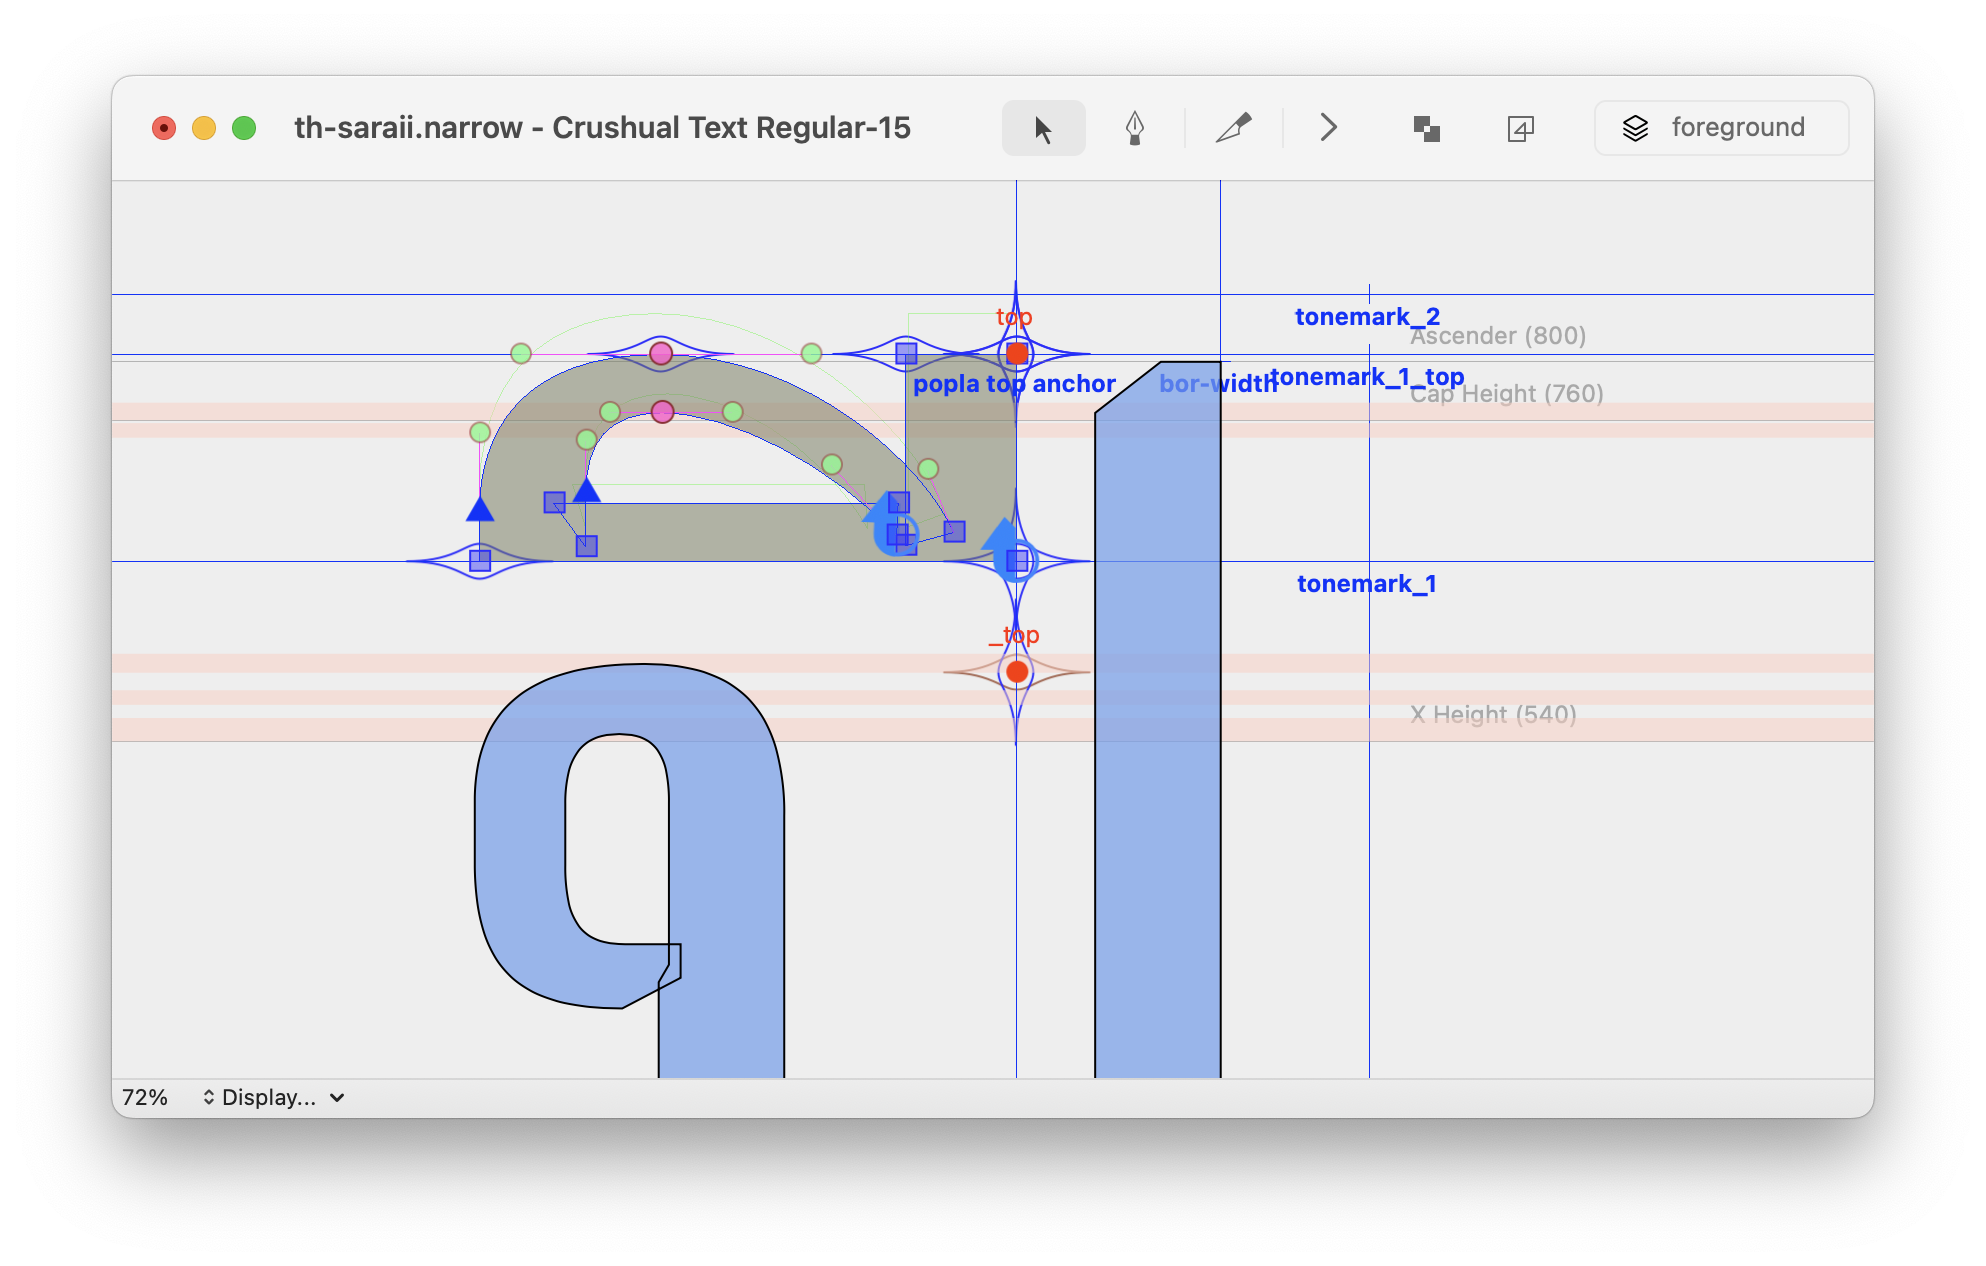 th-saraii.narrow - Crushual Text Regular-15
foreground
top
tonemark_2
Ascender (800)
popla top anchor
bor-width
tonemark_1_top
Cap Height (760)
tonemark_1
_top
X Height (540)
72%
Display...